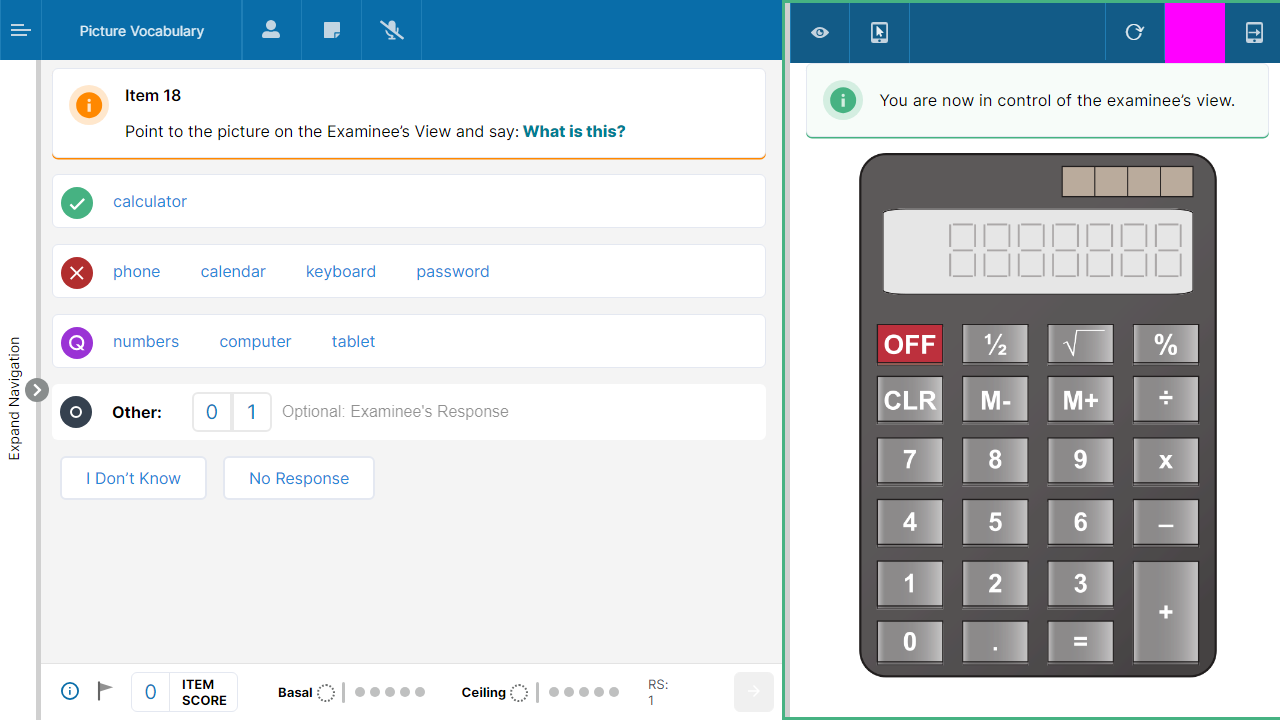 Picture Vocabulary
Item 18
Point to the picture on the Examinee’s View and say: What is this?
calculator
phone calendar keyboard password
Q numbers computer tablet
Other: 0 1 Optional: Examinee's Response
I Don’t Know No Response
Expand Navigation
0 ITEM SCORE Basal Ceiling RS: 1
You are now in control of the examinee’s view.
OFF ½ √ %
CLR M- M+ ÷
7 8 9 x
4 5 6 –
1 2 3 +
0 . =